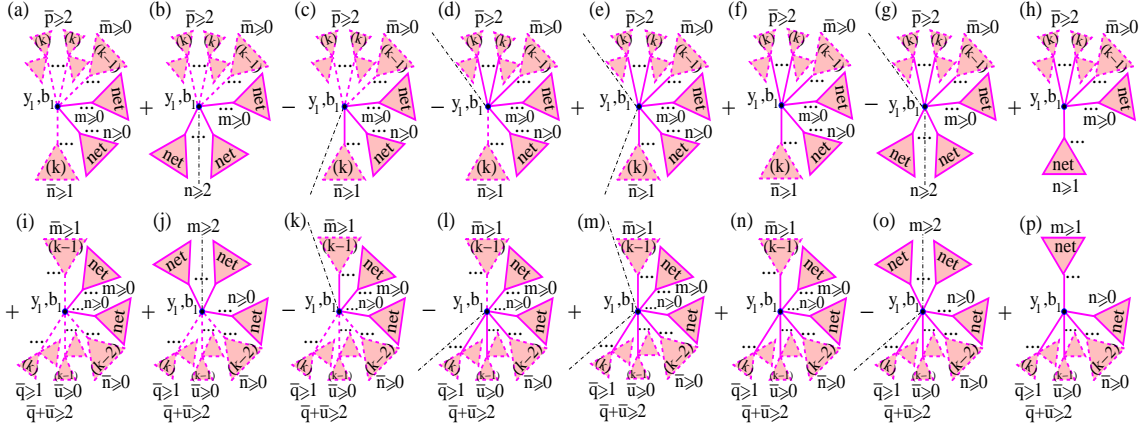 (a) (b) (c) (d) (e) (f) (g) (h)
p̅⩾2 p̅⩾2 p̅⩾2 p̅⩾2 p̅⩾2 p̅⩾2 p̅⩾2 p̅⩾2
m̅⩾0 m̅⩾0 m̅⩾0 m̅⩾0 m̅⩾0 m̅⩾0 m̅⩾0 m̅⩾0
(k) (k) (k−1) (k) (k) (k−1) (k) (k) (k−1) (k) (k) (k−1) (k) (k) (k−1) (k) (k) (k−1) (k) (k) (k−1) (k) (k) (k−1)
... ... ... ... ... ... ... ...
net net net net net net net net
y₁,b₁ + y₁,b₁ − y₁,b₁ − y₁,b₁ + y₁,b₁ + y₁,b₁ − y₁,b₁ + y₁,b₁
m⩾0 m⩾0 m⩾0 m⩾0 m⩾0 m⩾0 m⩾0 m⩾0
n⩾0 n⩾0 n⩾0 n⩾0 n⩾0
(k) net net net (k) net (k) net (k) net (k) net net net net
n̅⩾1 n⩾2 n̅⩾1 n̅⩾1 n̅⩾1 n̅⩾1 n⩾2 n⩾1
(i) (j) (k) (l) (m) (n) (o) (p)
m̅⩾1 m⩾2 m̅⩾1 m̅⩾1 m̅⩾1 m̅⩾1 m⩾2 m⩾1
(k−1) net net net (k−1) net (k−1) net (k−1) net (k−1) net net net net
m⩾0 m⩾0 m⩾0 m⩾0 m⩾0
+ y₁,b₁ + y₁,b₁ − y₁,b₁ − y₁,b₁ + y₁,b₁ + y₁,b₁ − y₁,b₁ + y₁,b₁
n⩾0 n⩾0 n⩾0 n⩾0 n⩾0 n⩾0 n⩾0 n⩾0
net net net net net net net net
... ... ... ... ... ... ... ...
(k) (k−1) (k−2) (k) (k−1) (k−2) (k) (k−1) (k−2) (k) (k−1) (k−2) (k) (k−1) (k−2) (k) (k−1) (k−2) (k) (k−1) (k−2) (k) (k−1) (k−2)
q̅⩾1 u̅⩾0 n̅⩾0 q̅⩾1 u̅⩾0 n̅⩾0 q̅⩾1 u̅⩾0 n̅⩾0 q̅⩾1 u̅⩾0 n̅⩾0 q̅⩾1 u̅⩾0 n̅⩾0 q̅⩾1 u̅⩾0 n̅⩾0 q̅⩾1 u̅⩾0 n̅⩾0 q̅⩾1 u̅⩾0 n̅⩾0
q̅+u̅⩾2 q̅+u̅⩾2 q̅+u̅⩾2 q̅+u̅⩾2 q̅+u̅⩾2 q̅+u̅⩾2 q̅+u̅⩾2 q̅+u̅⩾2